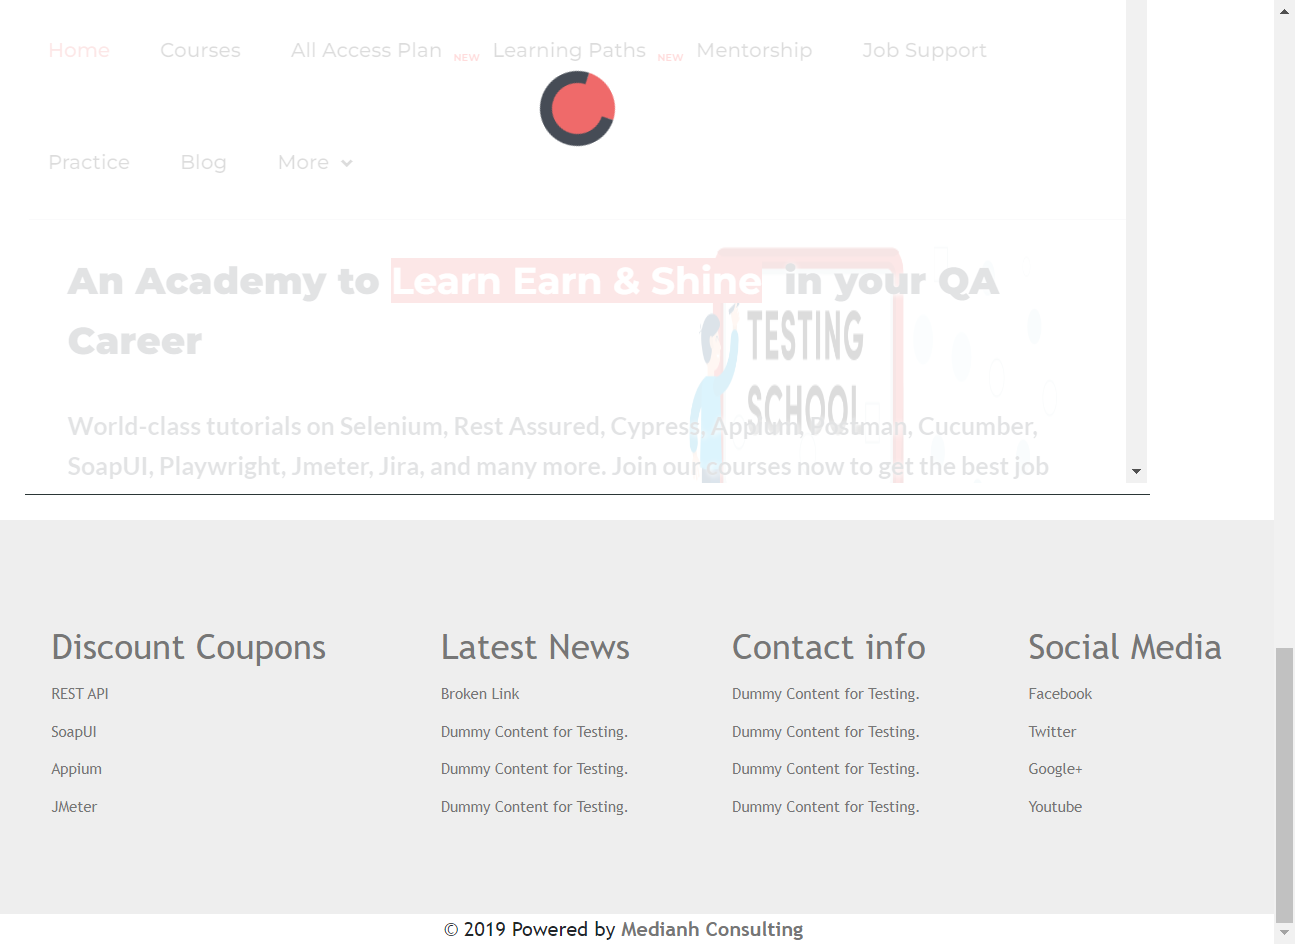 Home Courses All Access Plan NEW Learning Paths NEW Mentorship Job Support
Practice Blog More
An Academy to Learn Earn & Shine in your QA
Career
TESTING
SCHOOL
World-class tutorials on Selenium, Rest Assured, Cypress, Appium, Postman, Cucumber,
SoapUI, Playwright, Jmeter, Jira, and many more. Join our courses now to get the best job
Discount Coupons
REST API
SoapUI
Appium
JMeter
Latest News
Broken Link
Dummy Content for Testing.
Dummy Content for Testing.
Dummy Content for Testing.
Contact info
Dummy Content for Testing.
Dummy Content for Testing.
Dummy Content for Testing.
Dummy Content for Testing.
Social Media
Facebook
Twitter
Google+
Youtube
© 2019 Powered by Medianh Consulting